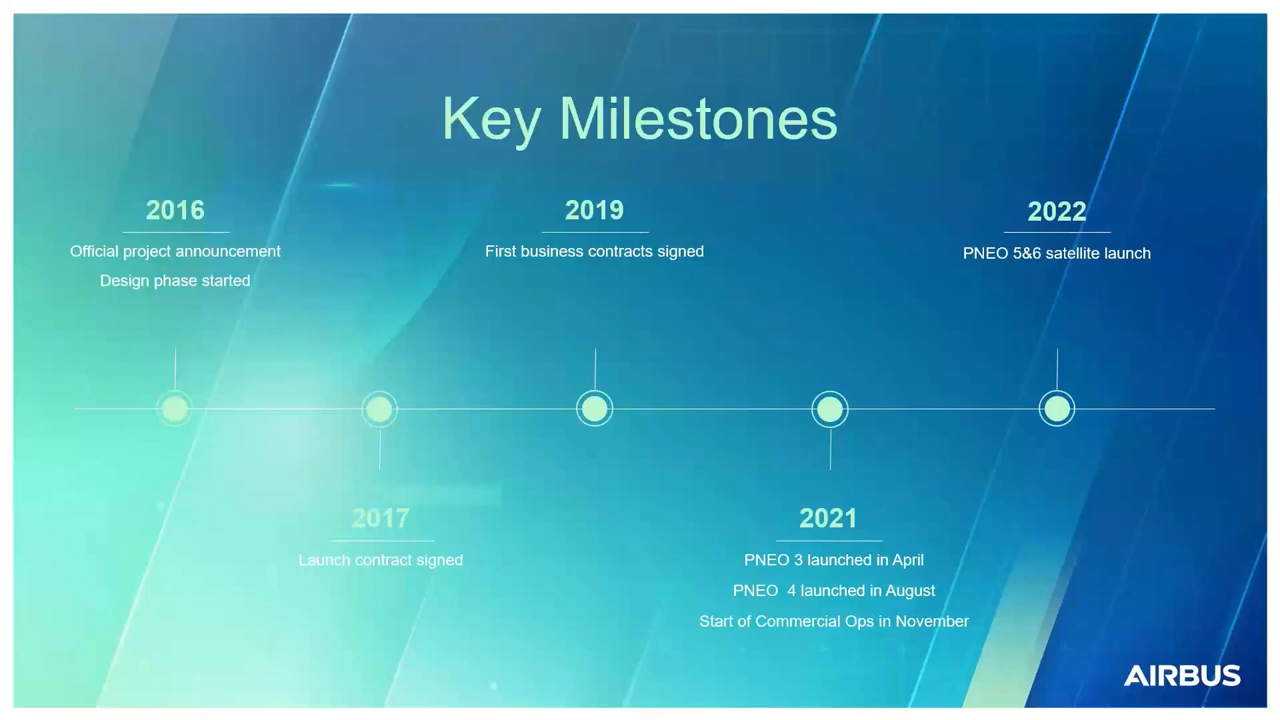 Key Milestones
2016
Official project announcement
Design phase started
2017
Launch contract signed
2019
First business contracts signed
2021
PNEO 3 launched in April
PNEO  4 launched in August
Start of Commercial Ops in November
2022
PNEO 5&6 satellite launch
AIRBUS